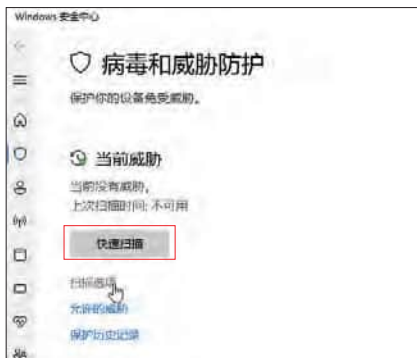 Windows 安全中心
病毒和威胁防护
保护你的设备免受威胁。
当前威胁
当前没有威胁。
上次扫描时间: 不可用
快速扫描
扫描选项
允许的威胁
保护历史记录